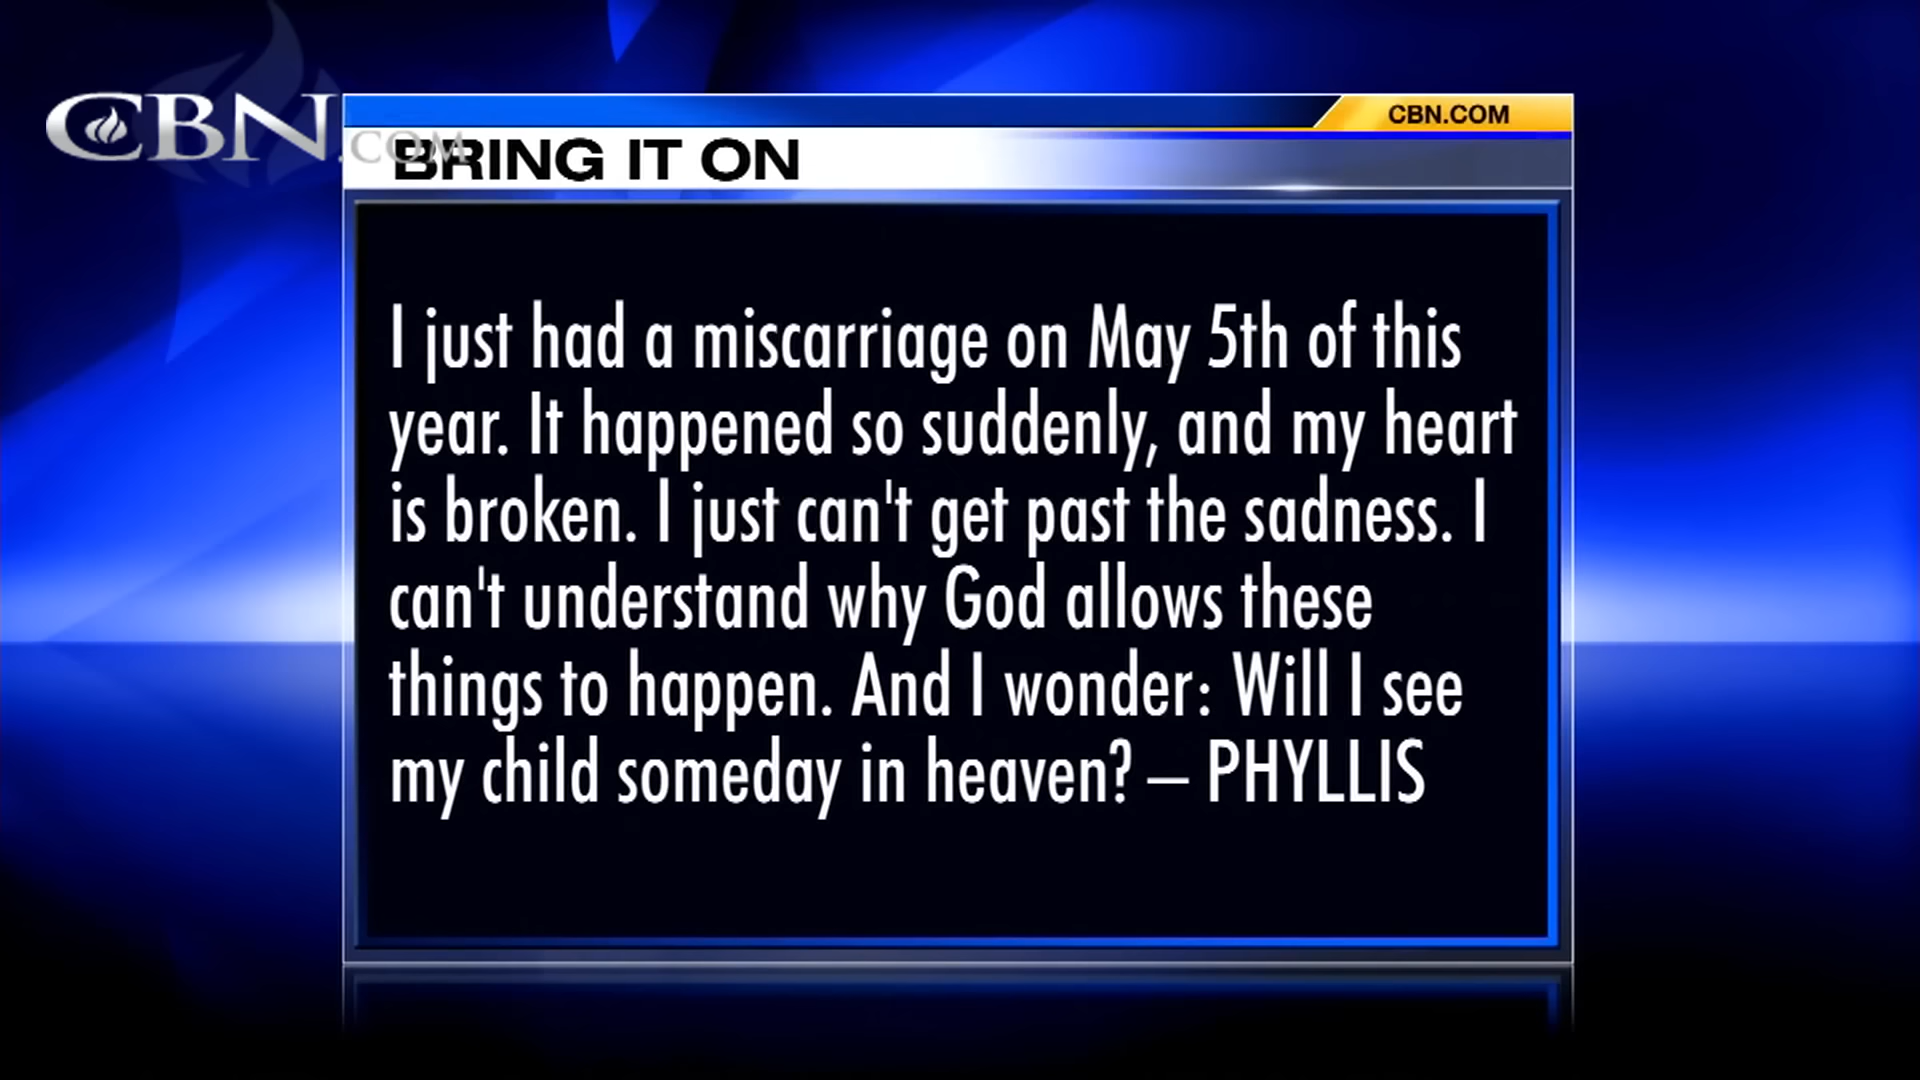 CBN.COM
CBN.COM
BRING IT ON
I just had a miscarriage on May 5th of this
year. It happened so suddenly, and my heart
is broken. I just can't get past the sadness. I
can't understand why God allows these
things to happen. And I wonder: Will I see
my child someday in heaven? – PHYLLIS